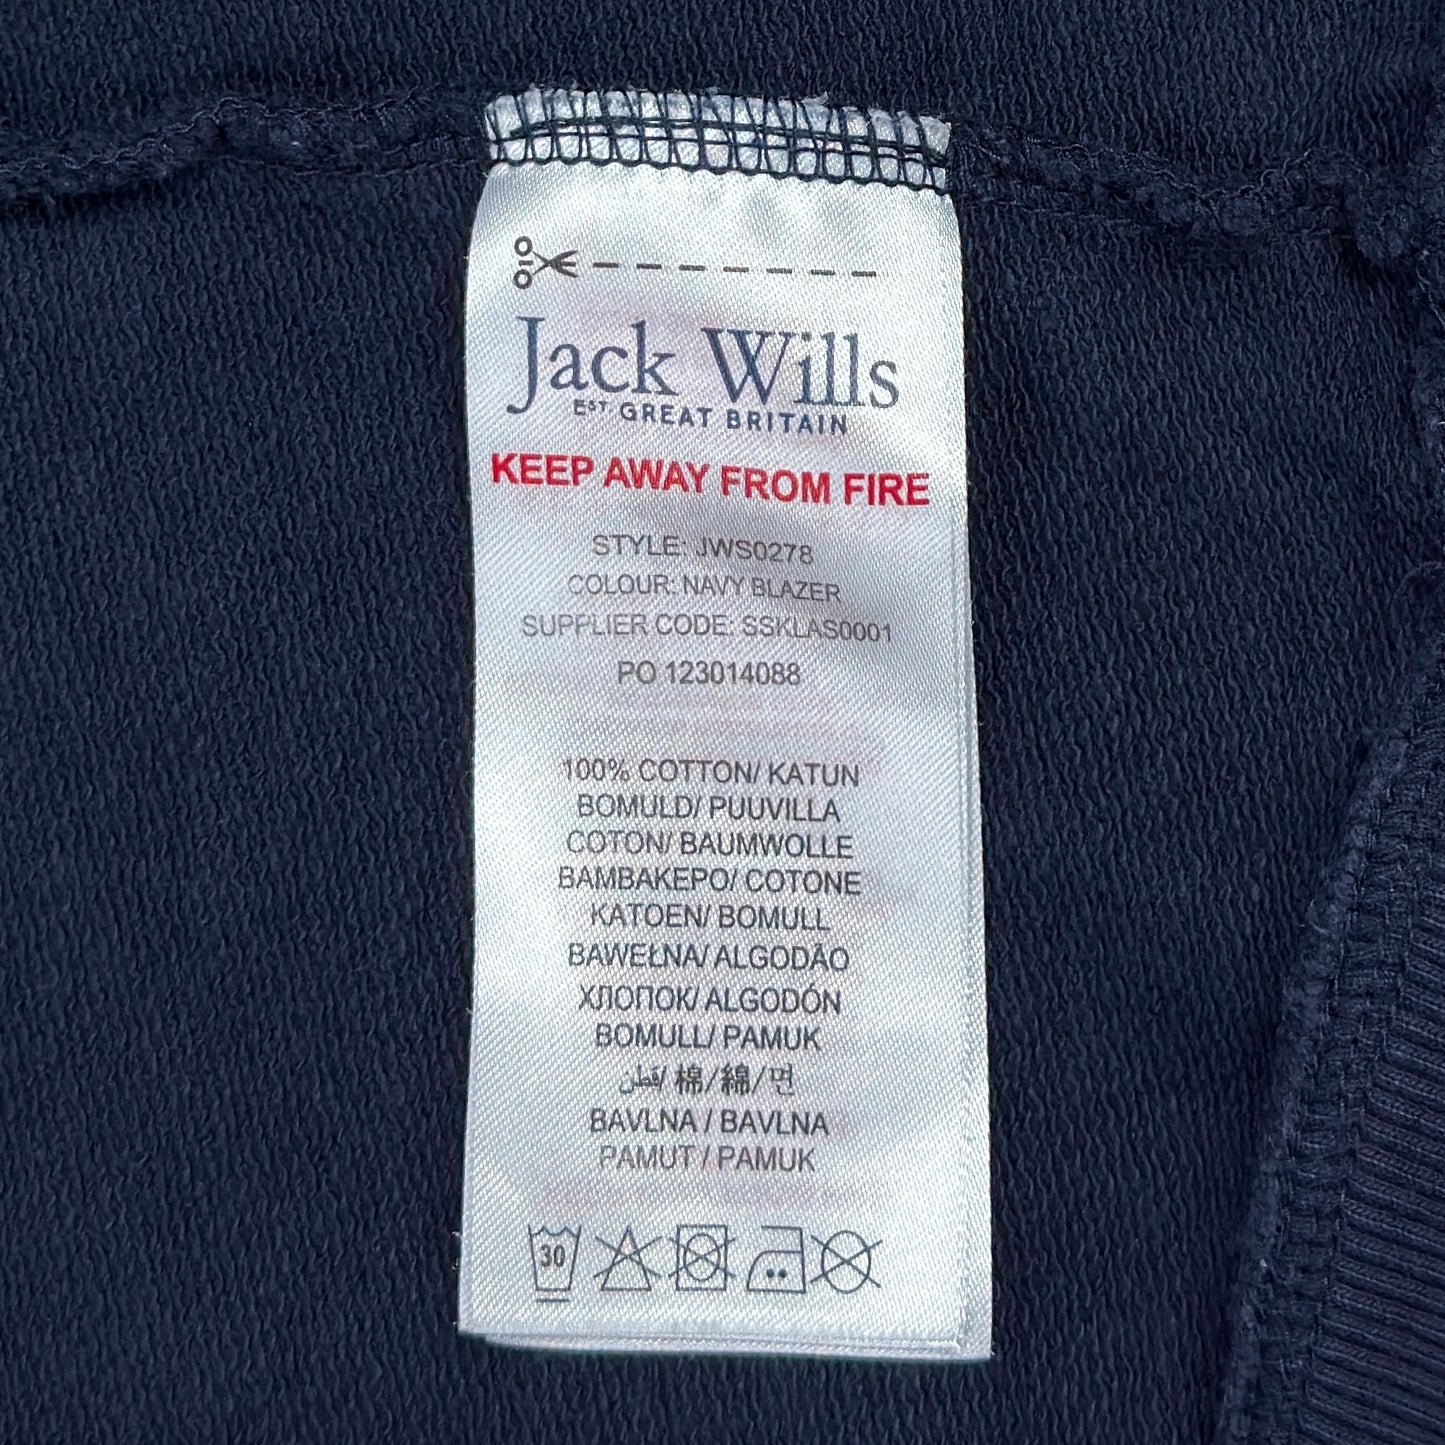 Jack Wills
EST GREAT BRITAIN
KEEP AWAY FROM FIRE
STYLE: JWS0278
COLOUR: NAVY BLAZER
SUPPLIER CODE: SSKLAS0001
PO 123014088
100% COTTON/ KATUN
BOMULD/ PUUVILLA
COTON/ BAUMWOLLE
BAMBAKEPO/ COTONE
KATOEN/ BOMULL
BAWEŁNA/ ALGODÃO
ХЛОПОК/ ALGODÓN
BOMULL/ PAMUK
قطن/ 棉/綿/면
BAVLNA / BAVLNA
PAMUT / PAMUK
30